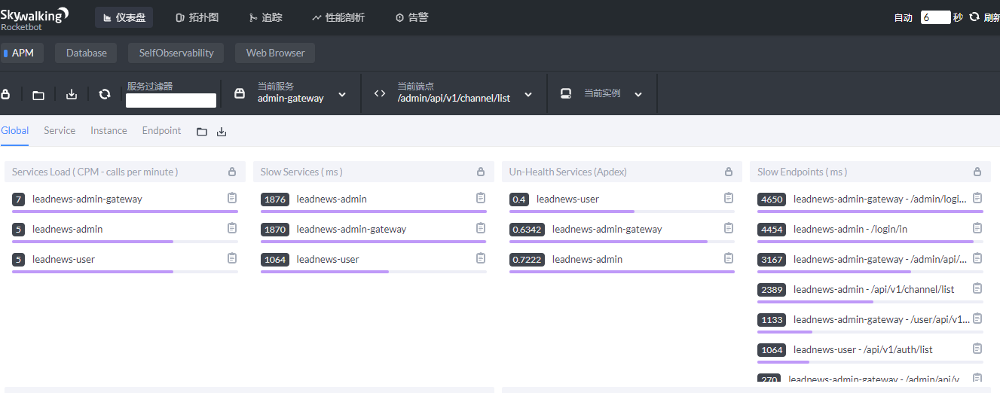 Skywalking
Rocketbot
仪表盘
拓扑图
追踪
性能剖析
告警
自动 6 秒 刷新
APM
Database
SelfObservability
Web Browser
服务过滤器
当前服务
admin-gateway
当前端点
/admin/api/v1/channel/list
当前实例
Global
Service
Instance
Endpoint
Services Load ( CPM - calls per minute )
7 leadnews-admin-gateway
5 leadnews-admin
5 leadnews-user
Slow Services ( ms )
1876 leadnews-admin
1870 leadnews-admin-gateway
1064 leadnews-user
Un-Health Services (Apdex)
0.4 leadnews-user
0.6342 leadnews-admin-gateway
0.7222 leadnews-admin
Slow Endpoints ( ms )
4650 leadnews-admin-gateway - /admin/logi...
4454 leadnews-admin - /login/in
3167 leadnews-admin-gateway - /admin/api/...
2389 leadnews-admin - /api/v1/channel/list
1133 leadnews-admin-gateway - /user/api/v1...
1064 leadnews-user - /api/v1/auth/list
270 leadnews-admin-gateway - /admin/api/v